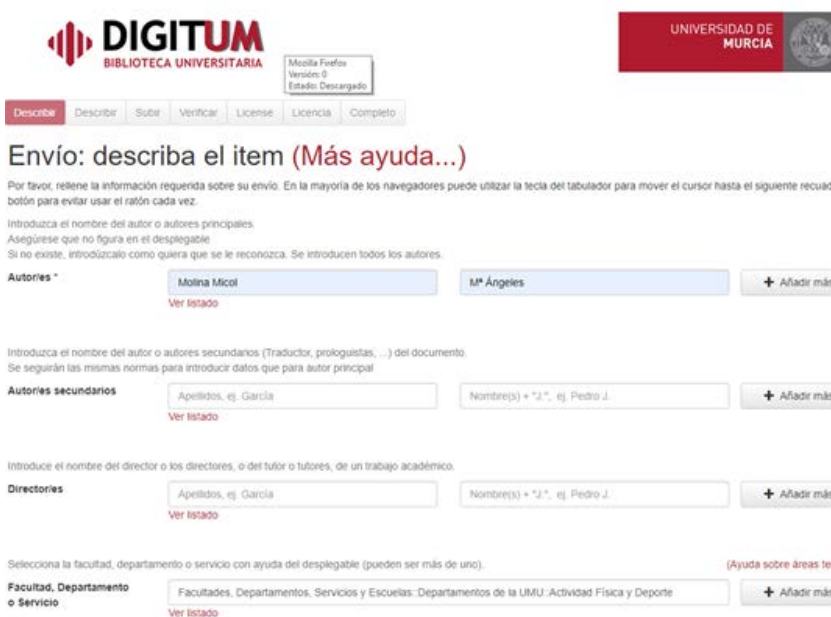 DIGITUM
BIBLIOTECA UNIVERSITARIA
UNIVERSIDAD DE
MURCIA
Mozilla Firefox
Versión: 0
Estado: Descargado
Describir Describir Subir Verificar License Licencia Completo
Envío: describa el item (Más ayuda...)
Por favor, rellene la información requerida sobre su envío. En la mayoría de los navegadores puede utilizar la tecla del tabulador para mover el cursor hasta el siguiente recuad
botón para evitar usar el ratón cada vez.
Introduzca el nombre del autor o autores principales.
Asegúrese que no figura en el desplegable
Si no existe, introdúzcalo como quiera que se le reconozca. Se introducen todos los autores.
Autor/es * Molina Micol Mª Ángeles + Añadir más
Ver listado
Introduzca el nombre del autor o autores secundarios (Traductor, prologuistas, ...) del documento.
Se seguirán las mismas normas para introducir datos que para autor principal
Autor/es secundarios Apellidos, ej. García Nombre(s) + "J.", ej. Pedro J. + Añadir más
Ver listado
Introduce el nombre del director o los directores, o del tutor o tutores, de un trabajo académico.
Director/es Apellidos, ej. García Nombre(s) + "J.", ej. Pedro J. + Añadir más
Ver listado
Selecciona la facultad, departamento o servicio con ayuda del desplegable (pueden ser más de uno). (Ayuda sobre áreas te
Facultad, Departamento
o Servicio Facultades, Departamentos, Servicios y Escuelas::Departamentos de la UMU::Actividad Física y Deporte + Añadir más
Ver listado